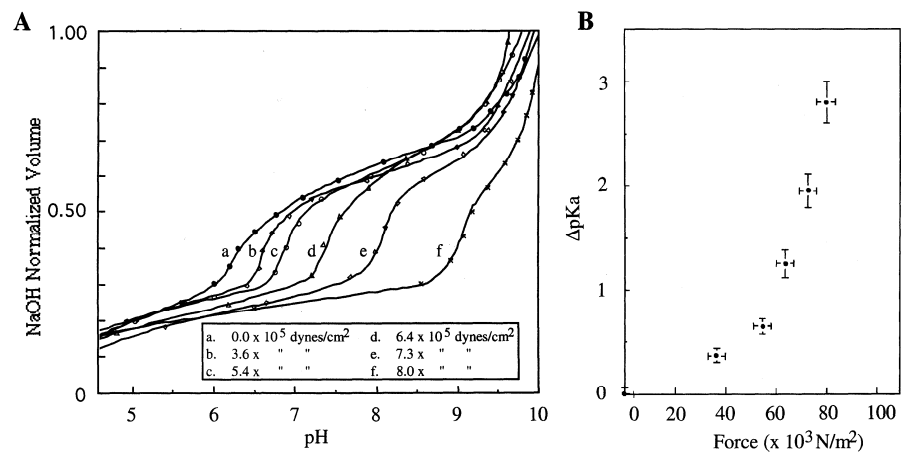 A
1.00
0.50
0
NaOH Normalized Volume
a b c d e f
a. 0.0 x 10⁵ dynes/cm² d. 6.4 x 10⁵ dynes/cm²
b. 3.6 x " " e. 7.3 x " "
c. 5.4 x " " f. 8.0 x " "
5 6 7 8 9 10
pH
B
3
2
1
0
ΔpKa
0 20 40 60 80 100
Force (x 10³ N/m²)